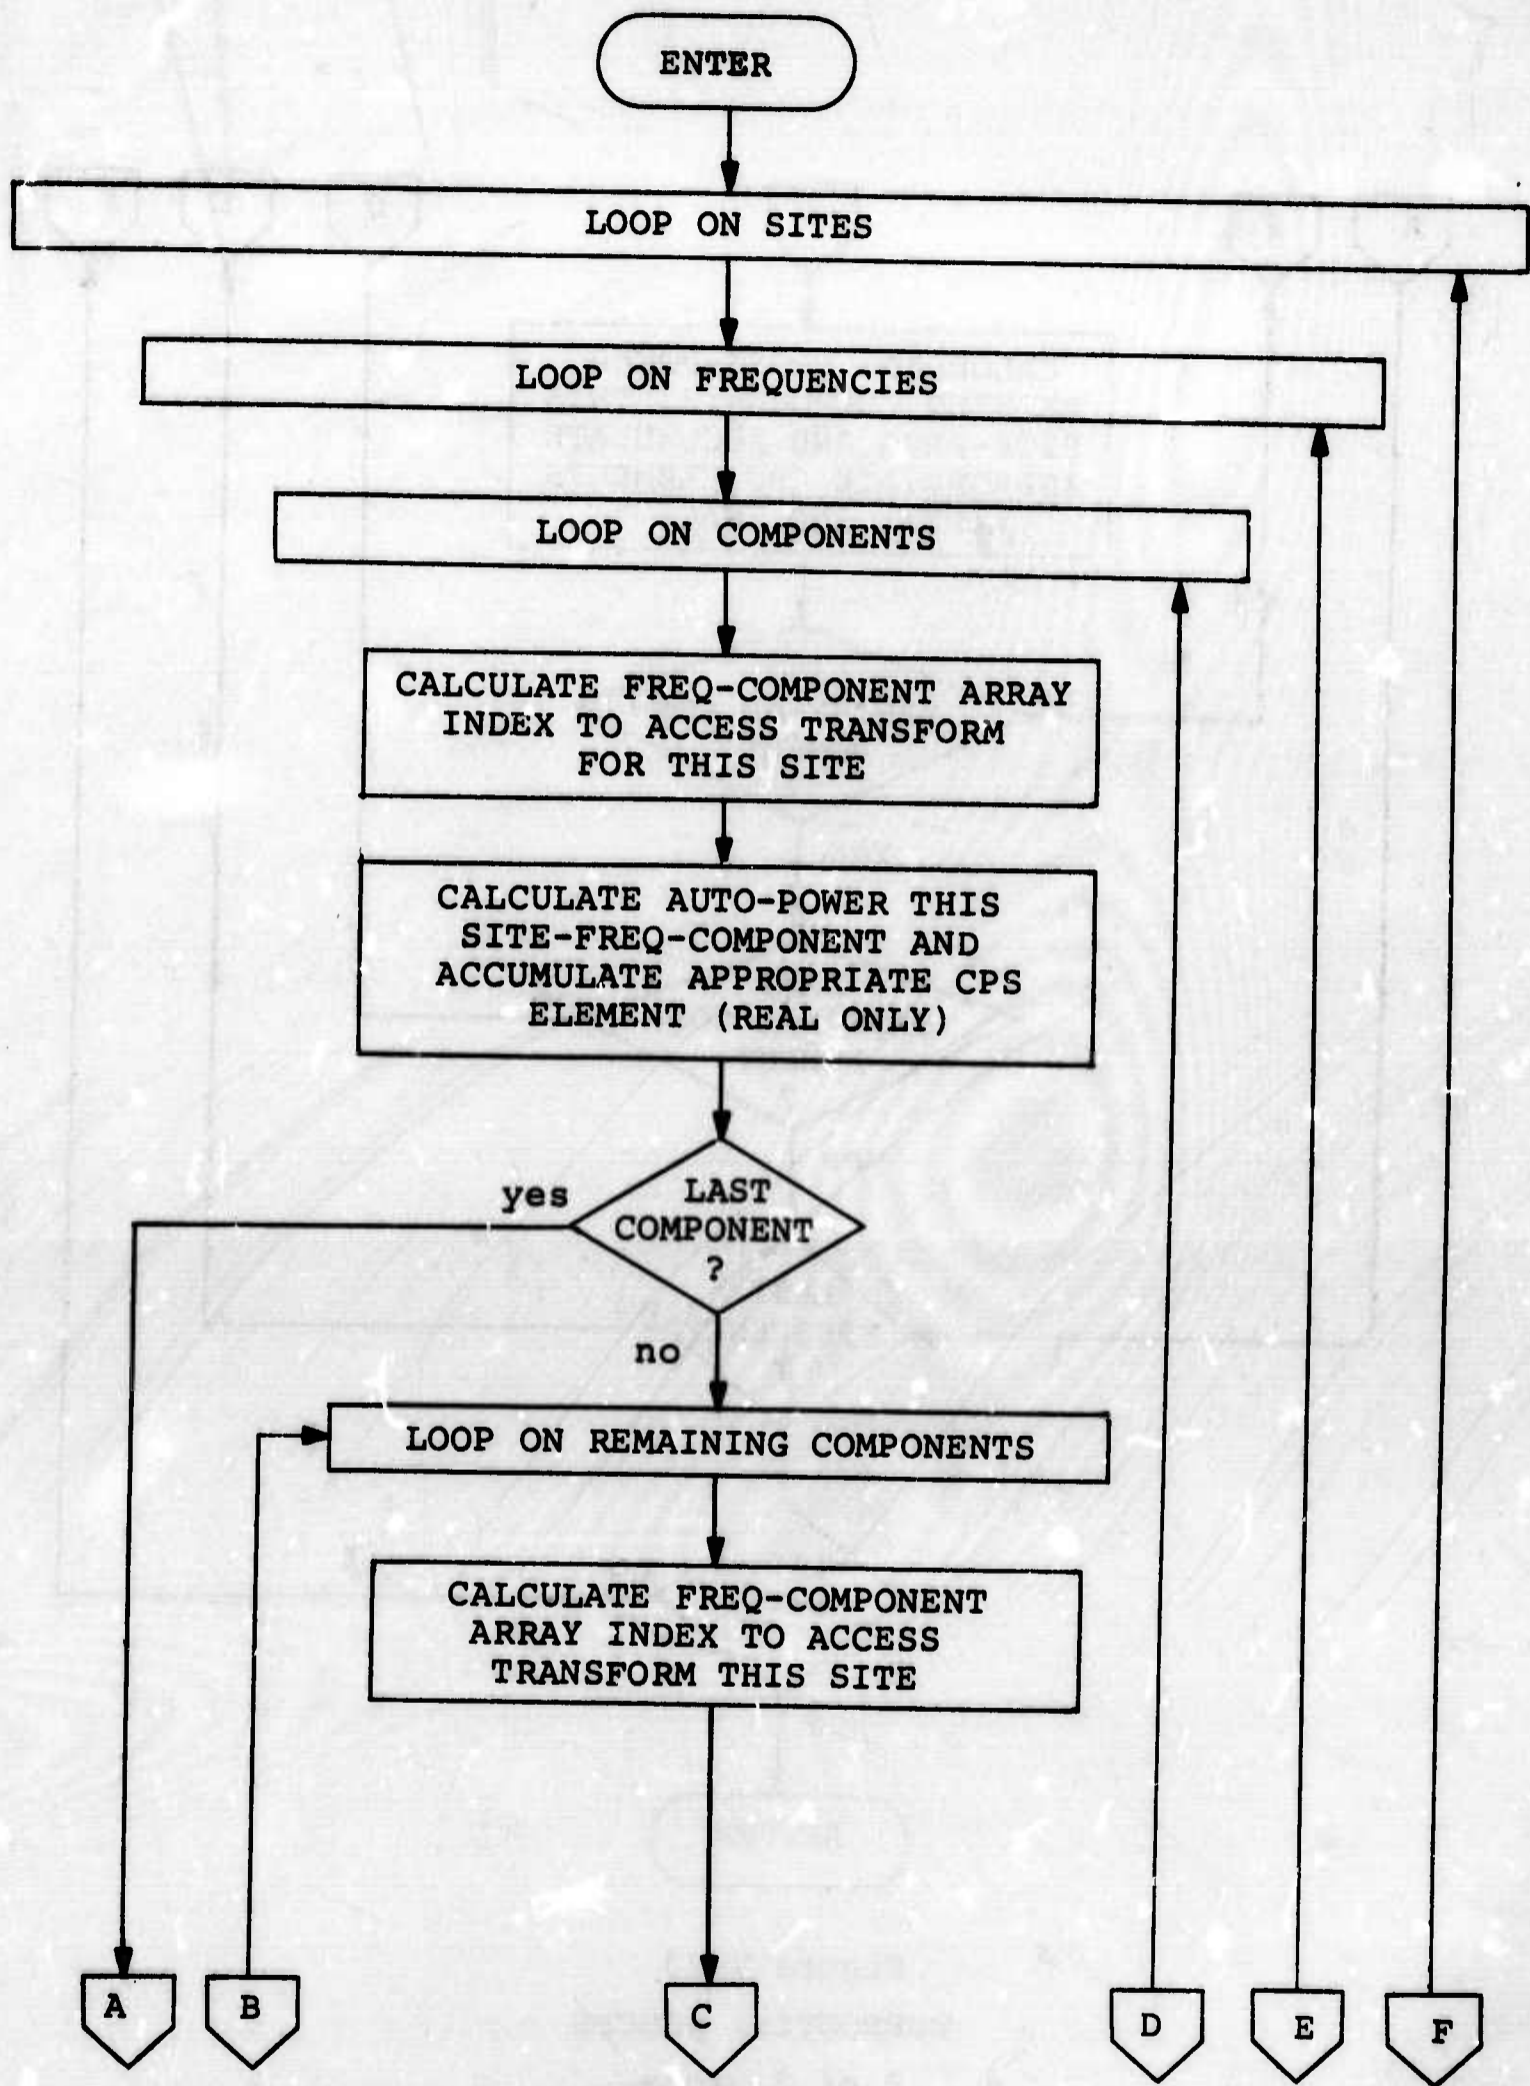 ENTER
LOOP ON SITES
LOOP ON FREQUENCIES
LOOP ON COMPONENTS
CALCULATE FREQ-COMPONENT ARRAY
INDEX TO ACCESS TRANSFORM
FOR THIS SITE
CALCULATE AUTO-POWER THIS
SITE-FREQ-COMPONENT AND
ACCUMULATE APPROPRIATE CPS
ELEMENT (REAL ONLY)
yes
LAST
COMPONENT
?
no
LOOP ON REMAINING COMPONENTS
CALCULATE FREQ-COMPONENT
ARRAY INDEX TO ACCESS
TRANSFORM THIS SITE
A
B
C
D
E
F